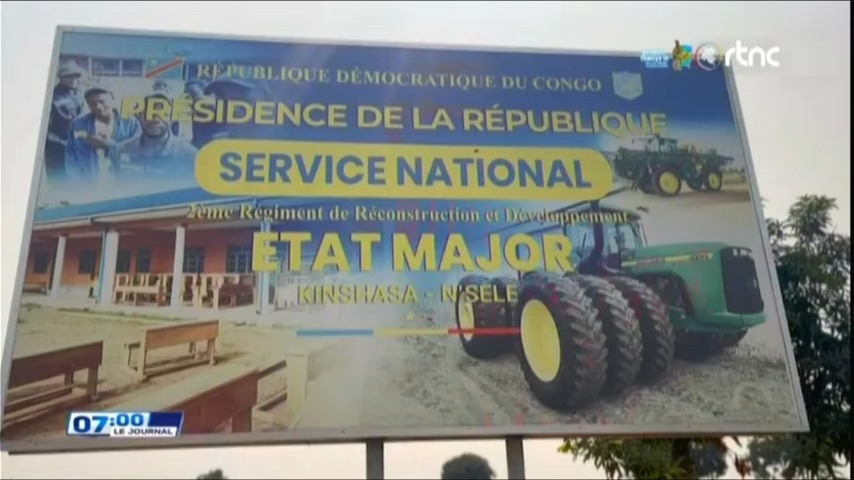 rtnc
RÉPUBLIQUE DÉMOCRATIQUE DU CONGO
PRÉSIDENCE DE LA RÉPUBLIQUE
SERVICE NATIONAL
2ème Régiment de Réconstruction et Développement
ETAT MAJOR
KINSHASA - N'SELE
07:00
LE JOURNAL